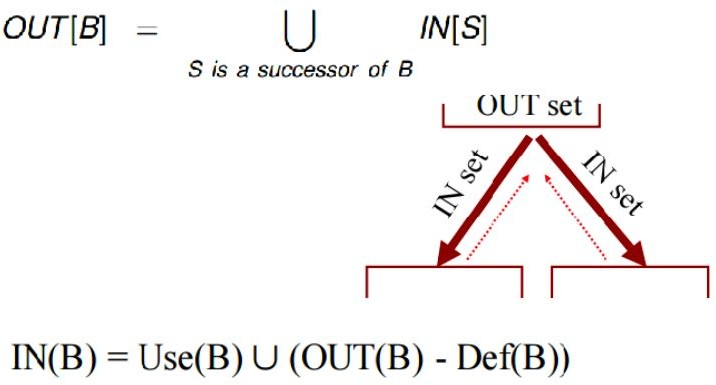 OUT[B] = ⋃ IN[S]
S is a successor of B
OUT set
IN set
IN set
IN(B) = Use(B) ∪ (OUT(B) - Def(B))